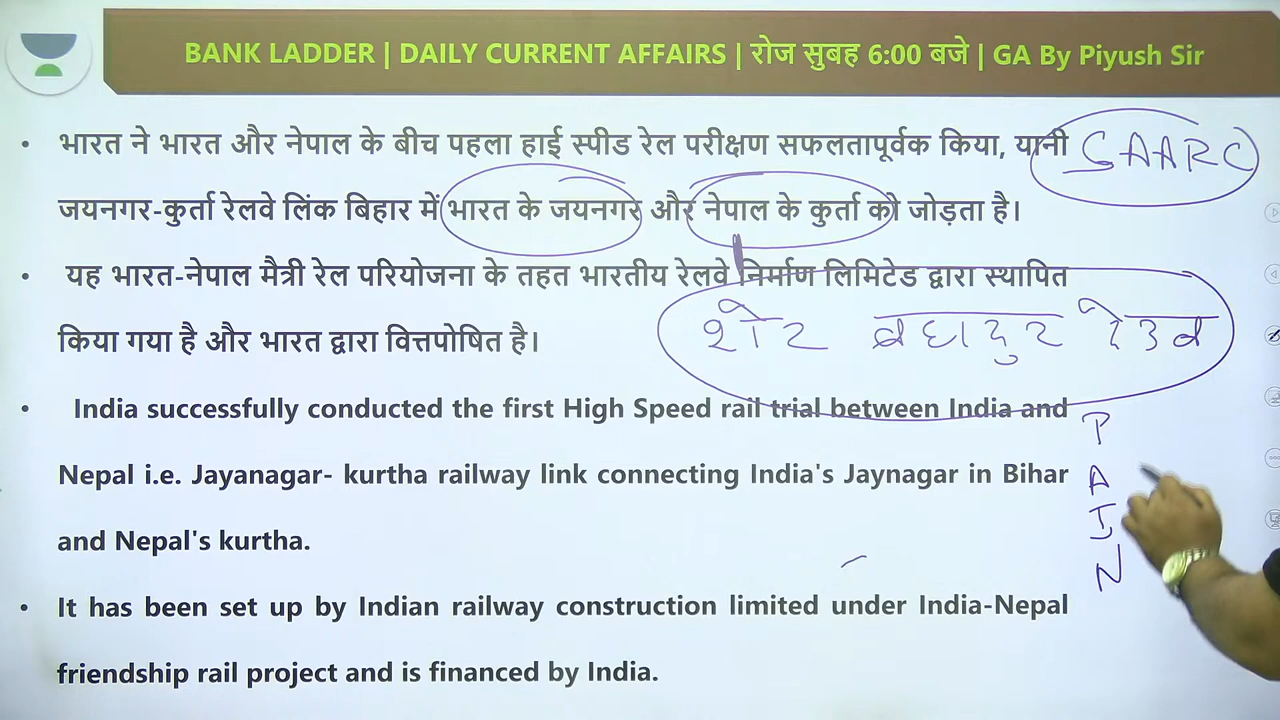 BANK LADDER | DAILY CURRENT AFFAIRS | रोज सुबह 6:00 बजे | GA By Piyush Sir
• भारत ने भारत और नेपाल के बीच पहला हाई स्पीड रेल परीक्षण सफलतापूर्वक किया, यानी SAARC
जयनगर-कुर्ता रेलवे लिंक बिहार में भारत के जयनगर और नेपाल के कुर्ता को जोड़ता है।
• यह भारत-नेपाल मैत्री रेल परियोजना के तहत भारतीय रेलवे निर्माण लिमिटेड द्वारा स्थापित
किया गया है और भारत द्वारा वित्तपोषित है।
• India successfully conducted the first High Speed rail trial between India and
Nepal i.e. Jayanagar- kurtha railway link connecting India's Jaynagar in Bihar
and Nepal's kurtha.
• It has been set up by Indian railway construction limited under India-Nepal
friendship rail project and is financed by India.
P
A
I
N